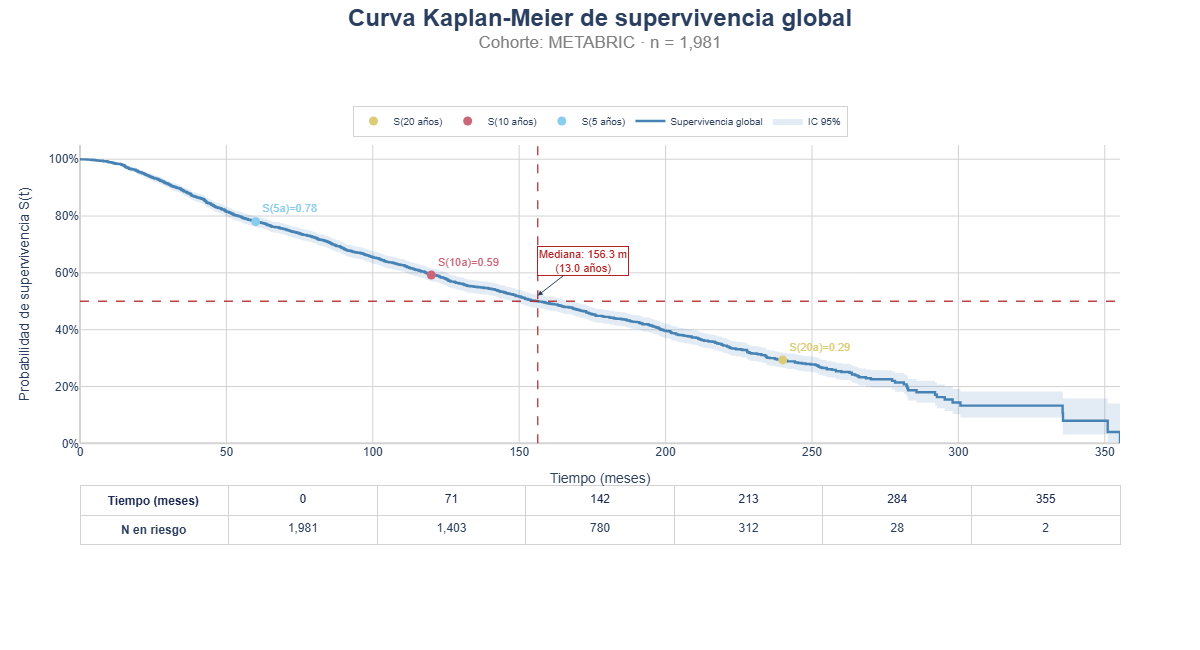 Curva Kaplan-Meier de supervivencia global
Cohorte: METABRIC · n = 1,981
S(20 años) S(10 años) S(5 años) Supervivencia global IC 95%
Probabilidad de supervivencia S(t)
100%
80%
60%
40%
20%
0%
S(5a)=0.78
S(10a)=0.59
Mediana: 156.3 m
(13.0 años)
S(20a)=0.29
0 50 100 150 200 250 300 350
Tiempo (meses)
Tiempo (meses) 0 71 142 213 284 355
N en riesgo 1,981 1,403 780 312 28 2